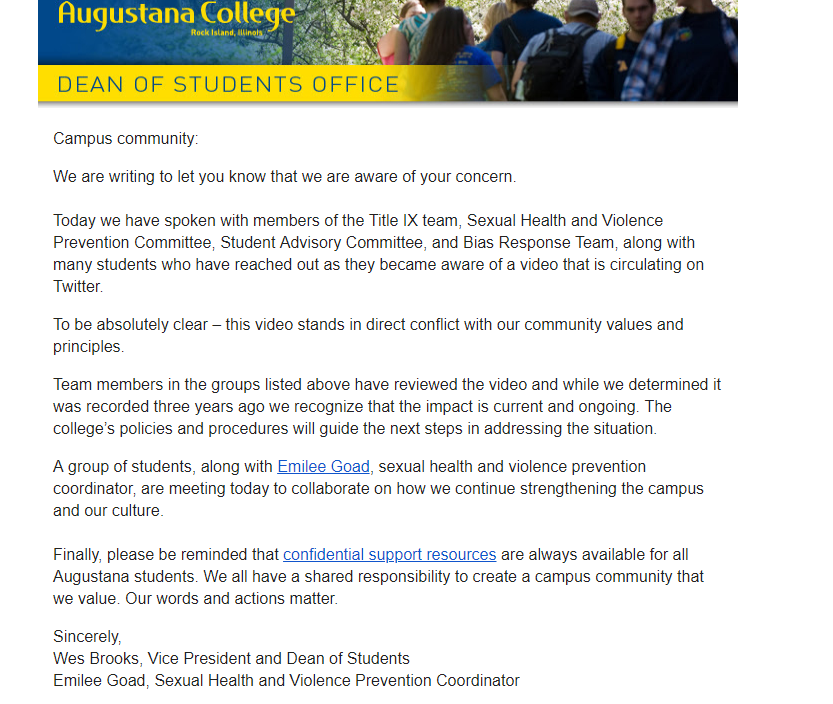 Augustana College
Rock Island, Illinois
DEAN OF STUDENTS OFFICE
Campus community:
We are writing to let you know that we are aware of your concern.
Today we have spoken with members of the Title IX team, Sexual Health and Violence
Prevention Committee, Student Advisory Committee, and Bias Response Team, along with
many students who have reached out as they became aware of a video that is circulating on
Twitter.
To be absolutely clear – this video stands in direct conflict with our community values and
principles.
Team members in the groups listed above have reviewed the video and while we determined it
was recorded three years ago we recognize that the impact is current and ongoing. The
college’s policies and procedures will guide the next steps in addressing the situation.
A group of students, along with Emilee Goad, sexual health and violence prevention
coordinator, are meeting today to collaborate on how we continue strengthening the campus
and our culture.
Finally, please be reminded that confidential support resources are always available for all
Augustana students. We all have a shared responsibility to create a campus community that
we value. Our words and actions matter.
Sincerely,
Wes Brooks, Vice President and Dean of Students
Emilee Goad, Sexual Health and Violence Prevention Coordinator